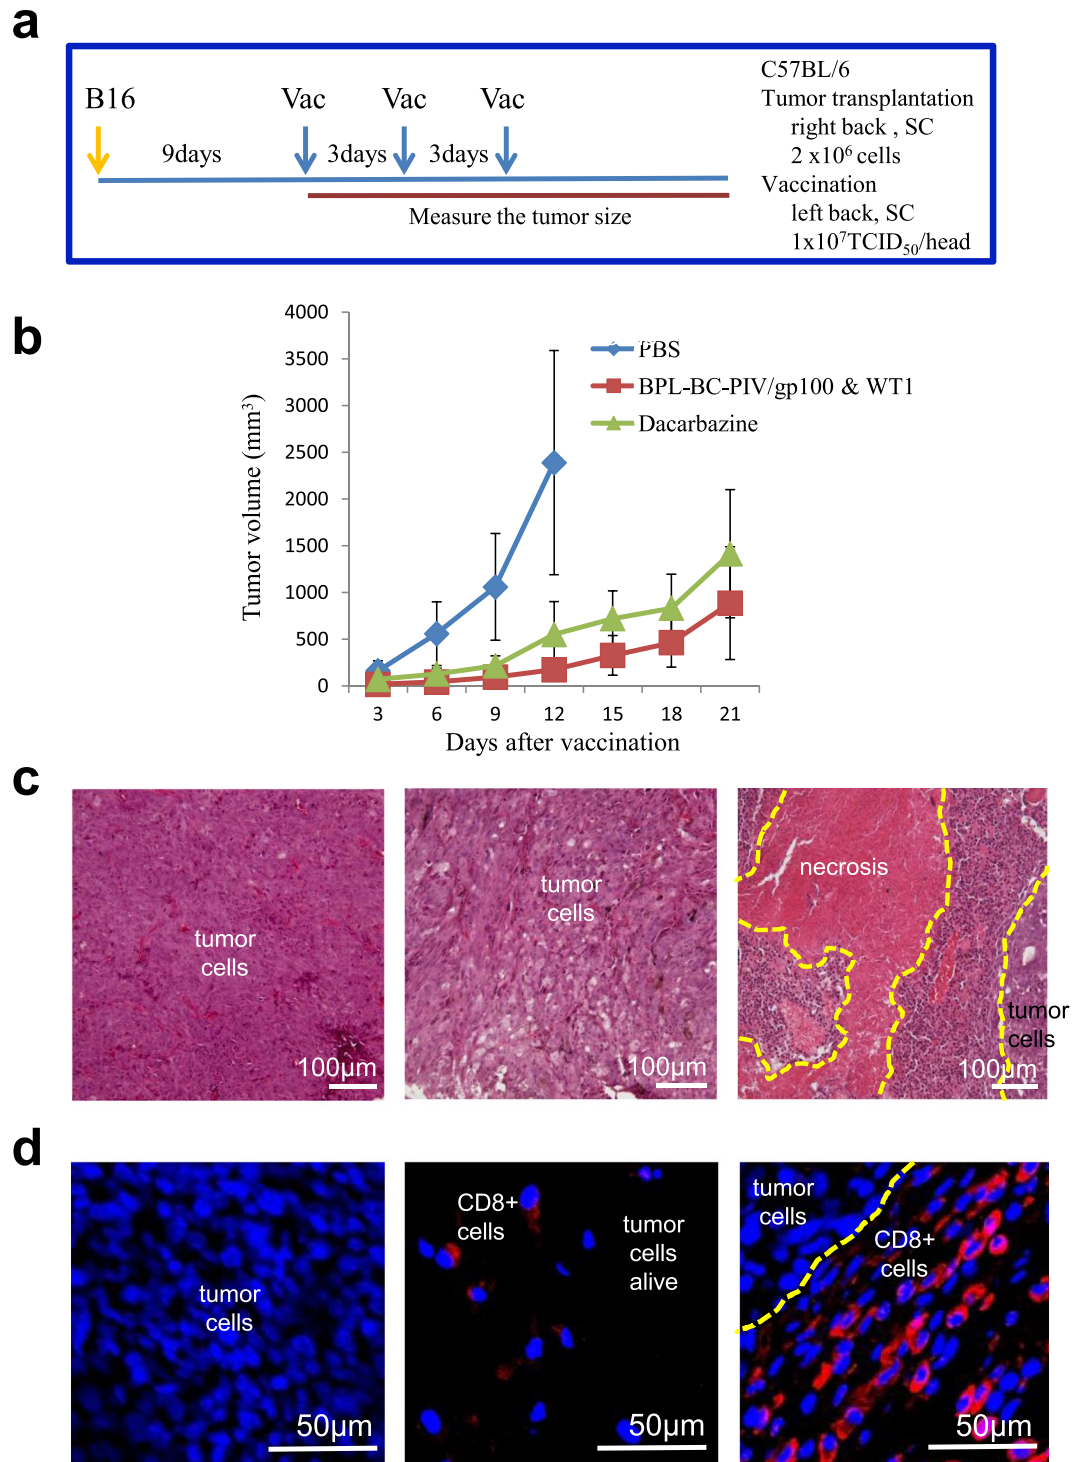 a
B16
Vac
Vac
Vac
9days
3days
3days
Measure the tumor size
C57BL/6
Tumor transplantation
right back , SC
2 x10⁶ cells
Vaccination
left back, SC
1x10⁷TCID₅₀/head
b
Tumor volume (mm³)
4000
3500
3000
2500
2000
1500
1000
500
0
3 6 9 12 15 18 21
Days after vaccination
PBS
BPL-BC-PIV/gp100 & WT1
Dacarbazine
c
tumor
cells
100μm
tumor
cells
100μm
necrosis
tumor
cells
100μm
d
tumor
cells
50μm
CD8+
cells
tumor
cells
alive
50μm
tumor
cells
CD8+
cells
50μm